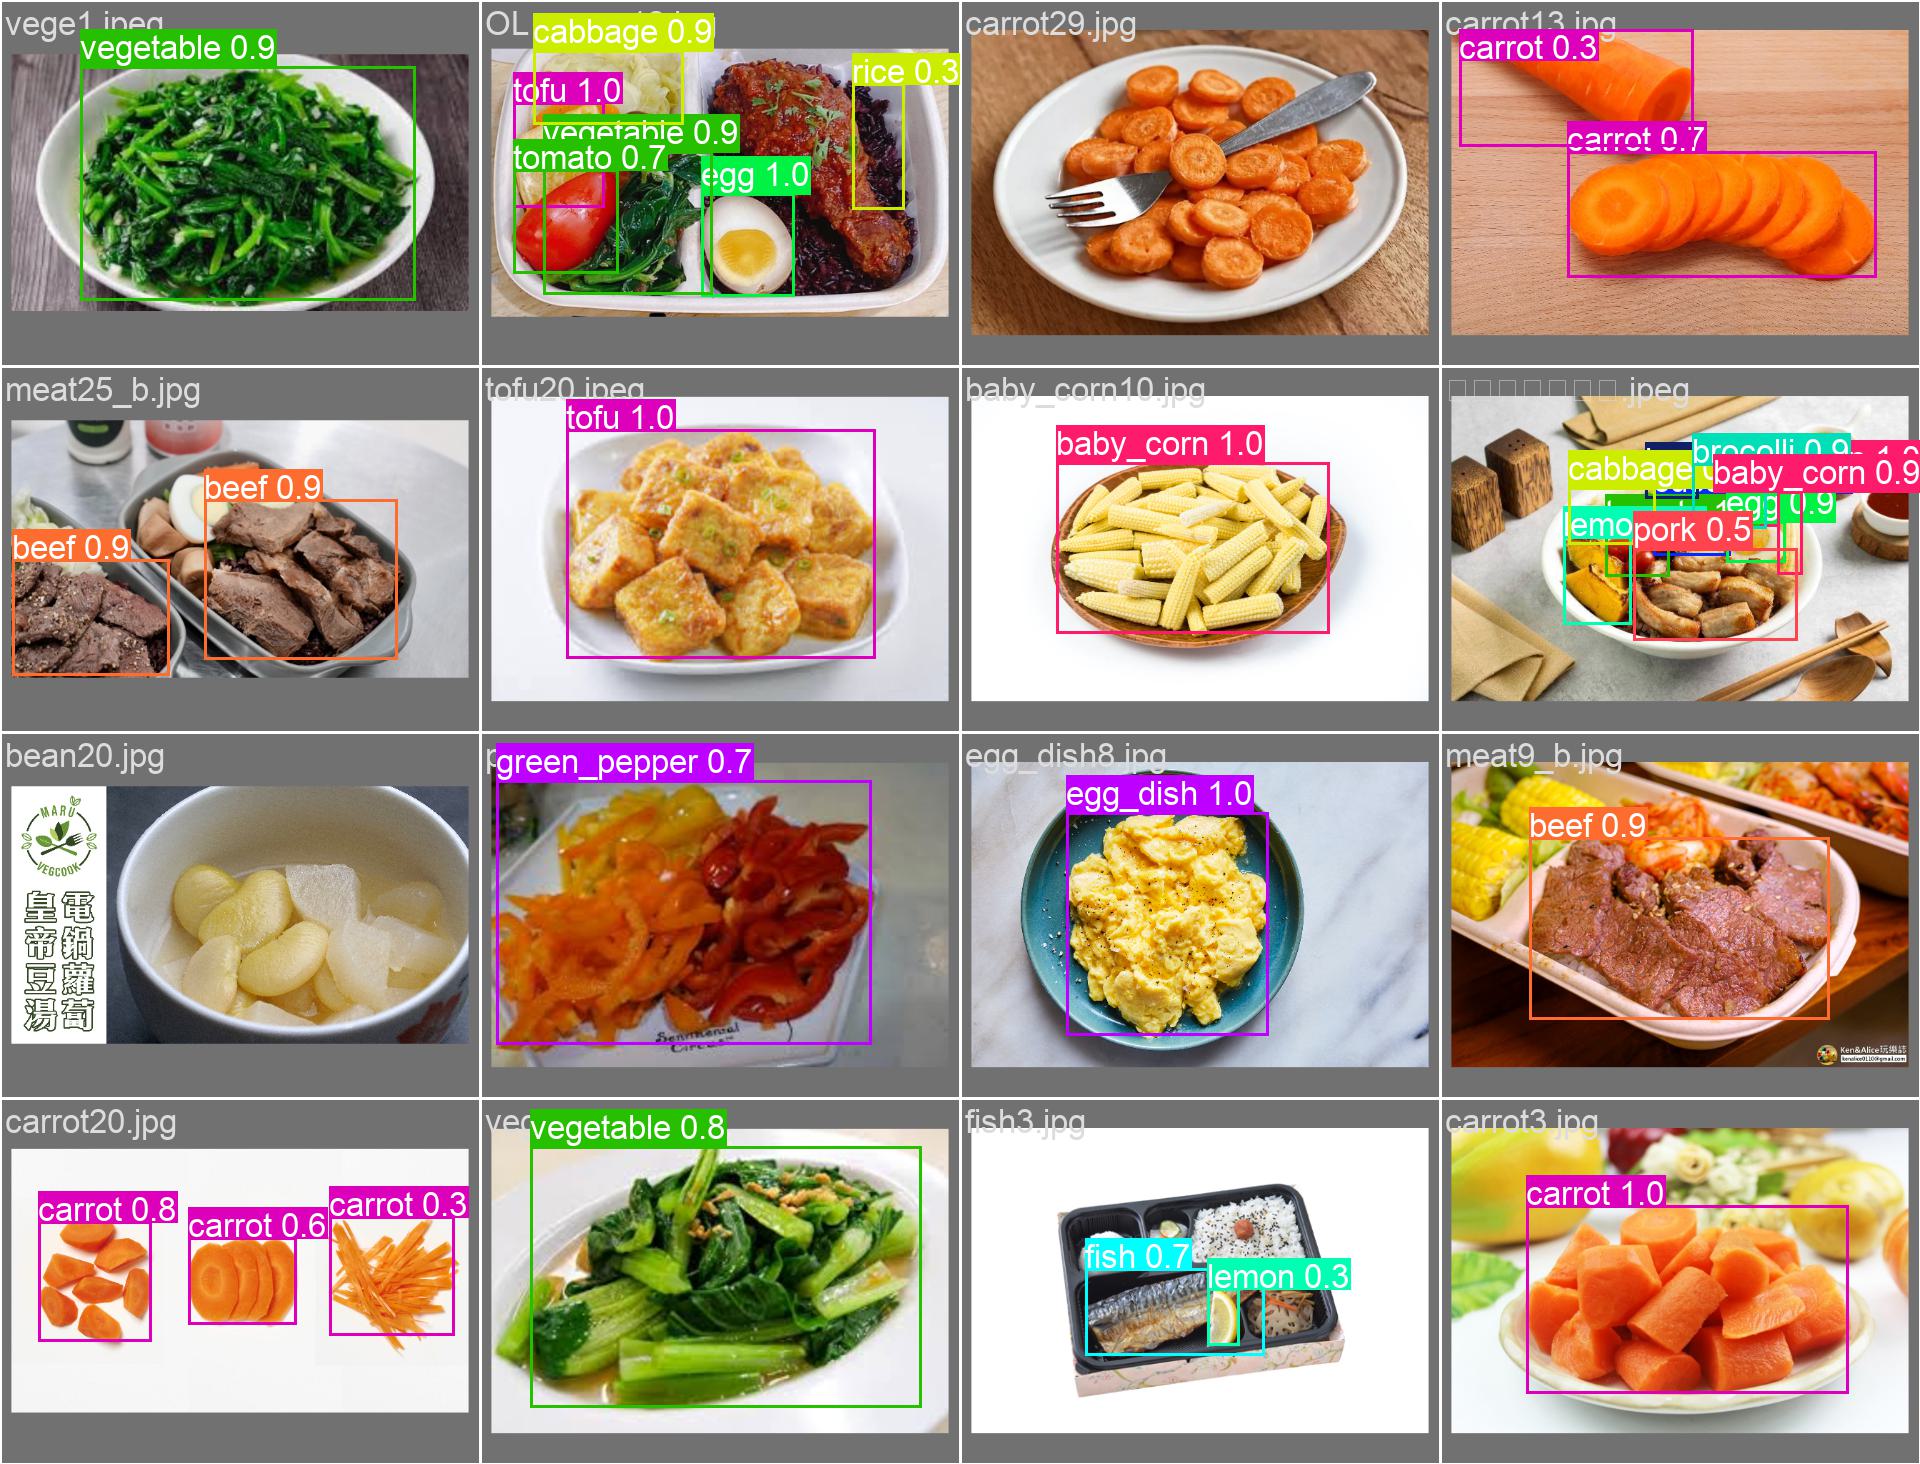 vege1.jpeg
vegetable 0.9
OL
cabbage 0.9
rice 0.3
tofu 1.0
vegetable 0.9
tomato 0.7
egg 1.0
carrot29.jpg
carrot13.jpg
carrot 0.3
carrot 0.7
meat25_b.jpg
beef 0.9
beef 0.9
tofu20.jpeg
tofu 1.0
baby_corn10.jpg
baby_corn 1.0
.jpeg
brocolli 0.9
1.0
cabbage
baby_corn 0.9
egg 0.9
lemo
pork 0.5
bean20.jpg
MARU
VEGCOOK
電鍋蘿蔔
皇帝豆湯
green_pepper 0.7
egg_dish8.jpg
egg_dish 1.0
meat9_b.jpg
beef 0.9
Ken&Alice玩樂誌
kenalice0110@gmail.com
carrot20.jpg
carrot 0.8
carrot 0.6
carrot 0.3
vegetable 0.8
fish3.jpg
fish 0.7
lemon 0.3
carrot3.jpg
carrot 1.0